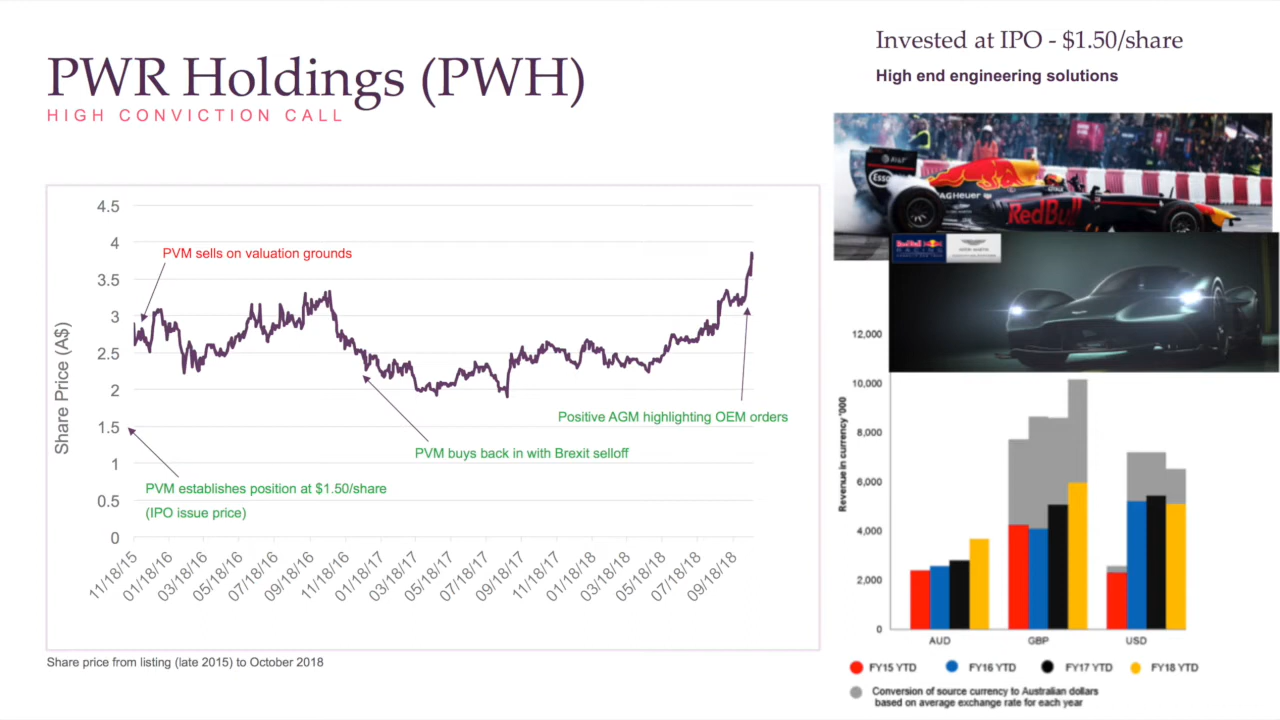 PWR Holdings (PWH)
HIGH CONVICTION CALL
Invested at IPO - $1.50/share
High end engineering solutions
AT&T
Esso
AGHeuer
RedBull
Red Bull
RACING
ASTON MARTIN
Share Price (A$)
4.5
4
3.5
3
2.5
2
1.5
1
0.5
0
PVM sells on valuation grounds
Positive AGM highlighting OEM orders
PVM buys back in with Brexit selloff
PVM establishes position at $1.50/share
(IPO issue price)
11/18/15
01/18/16
03/18/16
05/18/16
07/18/16
09/18/16
11/18/16
01/18/17
03/18/17
05/18/17
07/18/17
09/18/17
11/18/17
01/18/18
03/18/18
05/18/18
07/18/18
09/18/18
Share price from listing (late 2015) to October 2018
Revenue in currency '000
12,000
10,000
8,000
6,000
4,000
2,000
0
AUD GBP USD
FY15 YTD FY16 YTD FY17 YTD FY18 YTD
Conversion of source currency to Australian dollars
based on average exchange rate for each year